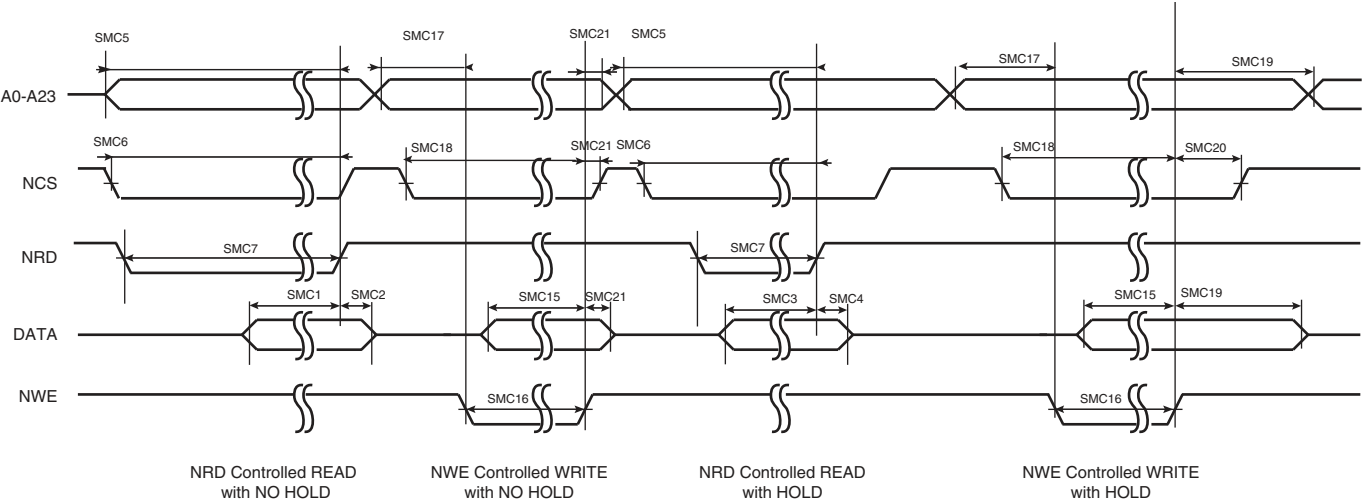 SMC5 SMC17 SMC21 SMC5 SMC17 SMC19
A0-A23
SMC6 SMC18 SMC21 SMC6 SMC18 SMC20
NCS
SMC7 SMC7
NRD
SMC1 SMC2 SMC15 SMC21 SMC3 SMC4 SMC15 SMC19
DATA
NWE
SMC16 SMC16
NRD Controlled READ
with NO HOLD
NWE Controlled WRITE
with NO HOLD
NRD Controlled READ
with HOLD
NWE Controlled WRITE
with HOLD